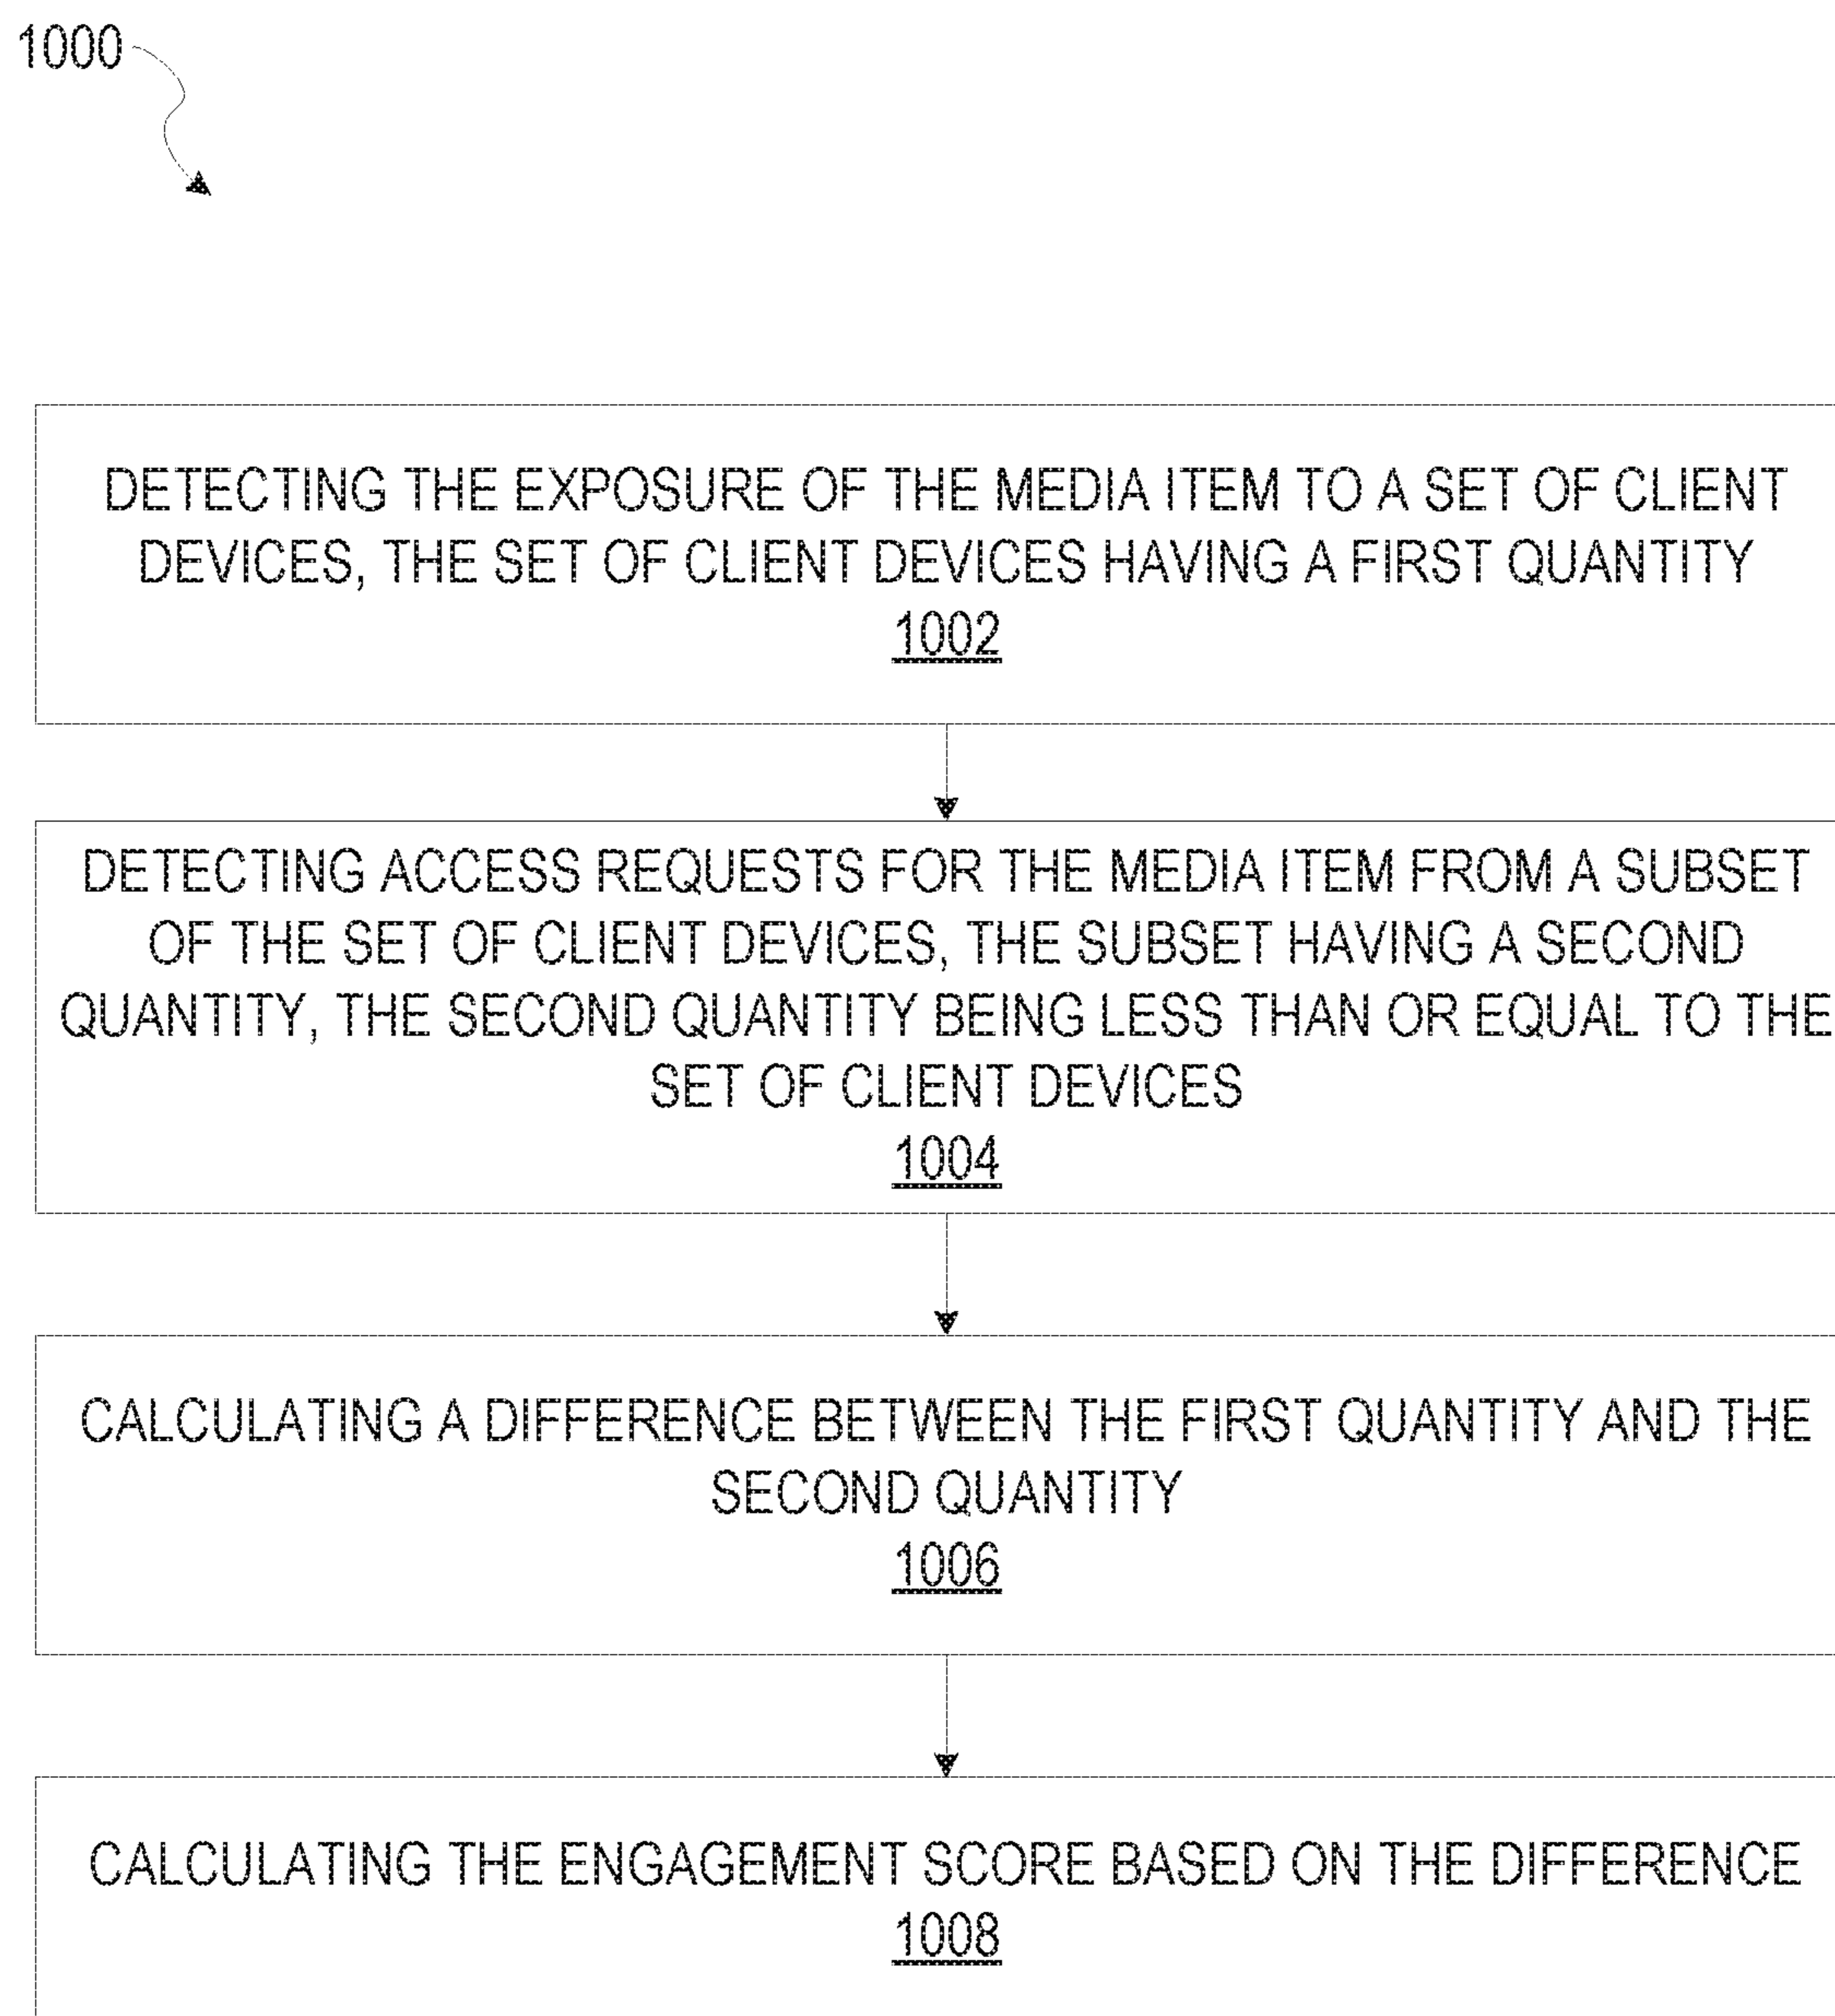 1000
DETECTING THE EXPOSURE OF THE MEDIA ITEM TO A SET OF CLIENT
DEVICES, THE SET OF CLIENT DEVICES HAVING A FIRST QUANTITY
1002
DETECTING ACCESS REQUESTS FOR THE MEDIA ITEM FROM A SUBSET
OF THE SET OF CLIENT DEVICES, THE SUBSET HAVING A SECOND
QUANTITY, THE SECOND QUANTITY BEING LESS THAN OR EQUAL TO THE
SET OF CLIENT DEVICES
1004
CALCULATING A DIFFERENCE BETWEEN THE FIRST QUANTITY AND THE
SECOND QUANTITY
1006
CALCULATING THE ENGAGEMENT SCORE BASED ON THE DIFFERENCE
1008